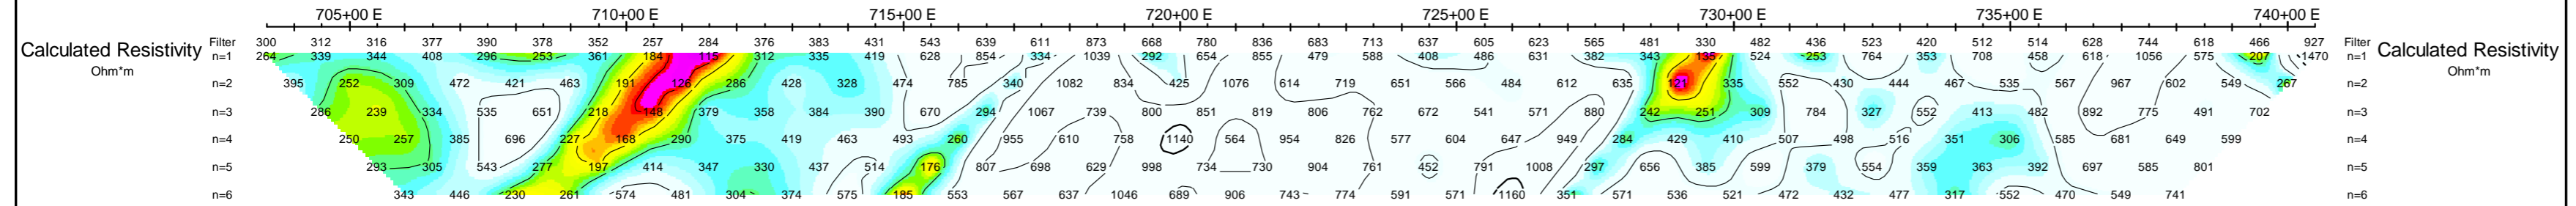 705+00 E 710+00 E 715+00 E 720+00 E 725+00 E 730+00 E 735+00 E 740+00 E
Filter 300 312 316 377 390 378 352 257 284 376 383 431 543 639 611 873 668 780 836 683 713 637 605 623 565 481 330 482 436 523 420 512 514 628 744 618 466 927 Filter
Calculated Resistivity Calculated Resistivity
n=1 264 339 344 408 296 253 361 184 115 312 335 419 628 854 334 1039 292 654 855 479 588 408 486 631 382 343 135 524 253 764 353 708 458 618 1056 575 207 1470 n=1
Ohm*m Ohm*m
n=2 395 252 309 472 421 463 191 126 286 428 328 474 785 340 1082 834 425 1076 614 719 651 566 484 612 635 121 335 552 430 444 467 535 567 967 602 549 267 n=2
n=3 286 239 334 535 651 218 148 379 358 384 390 670 294 1067 739 800 851 819 806 762 672 541 571 880 242 251 309 784 327 552 413 482 892 775 491 702 n=3
n=4 250 257 385 696 227 168 290 375 419 463 493 260 955 610 758 1140 564 954 826 577 604 647 949 284 429 410 507 498 516 351 306 585 681 649 599 n=4
n=5 293 305 543 277 197 414 347 330 437 514 176 807 698 629 998 734 730 904 761 452 791 1008 297 656 385 599 379 554 359 363 392 697 585 801 n=5
n=6 343 446 230 261 574 481 304 374 575 185 553 567 637 1046 689 906 743 774 591 571 1160 351 571 536 521 472 432 477 317 552 470 549 741 n=6